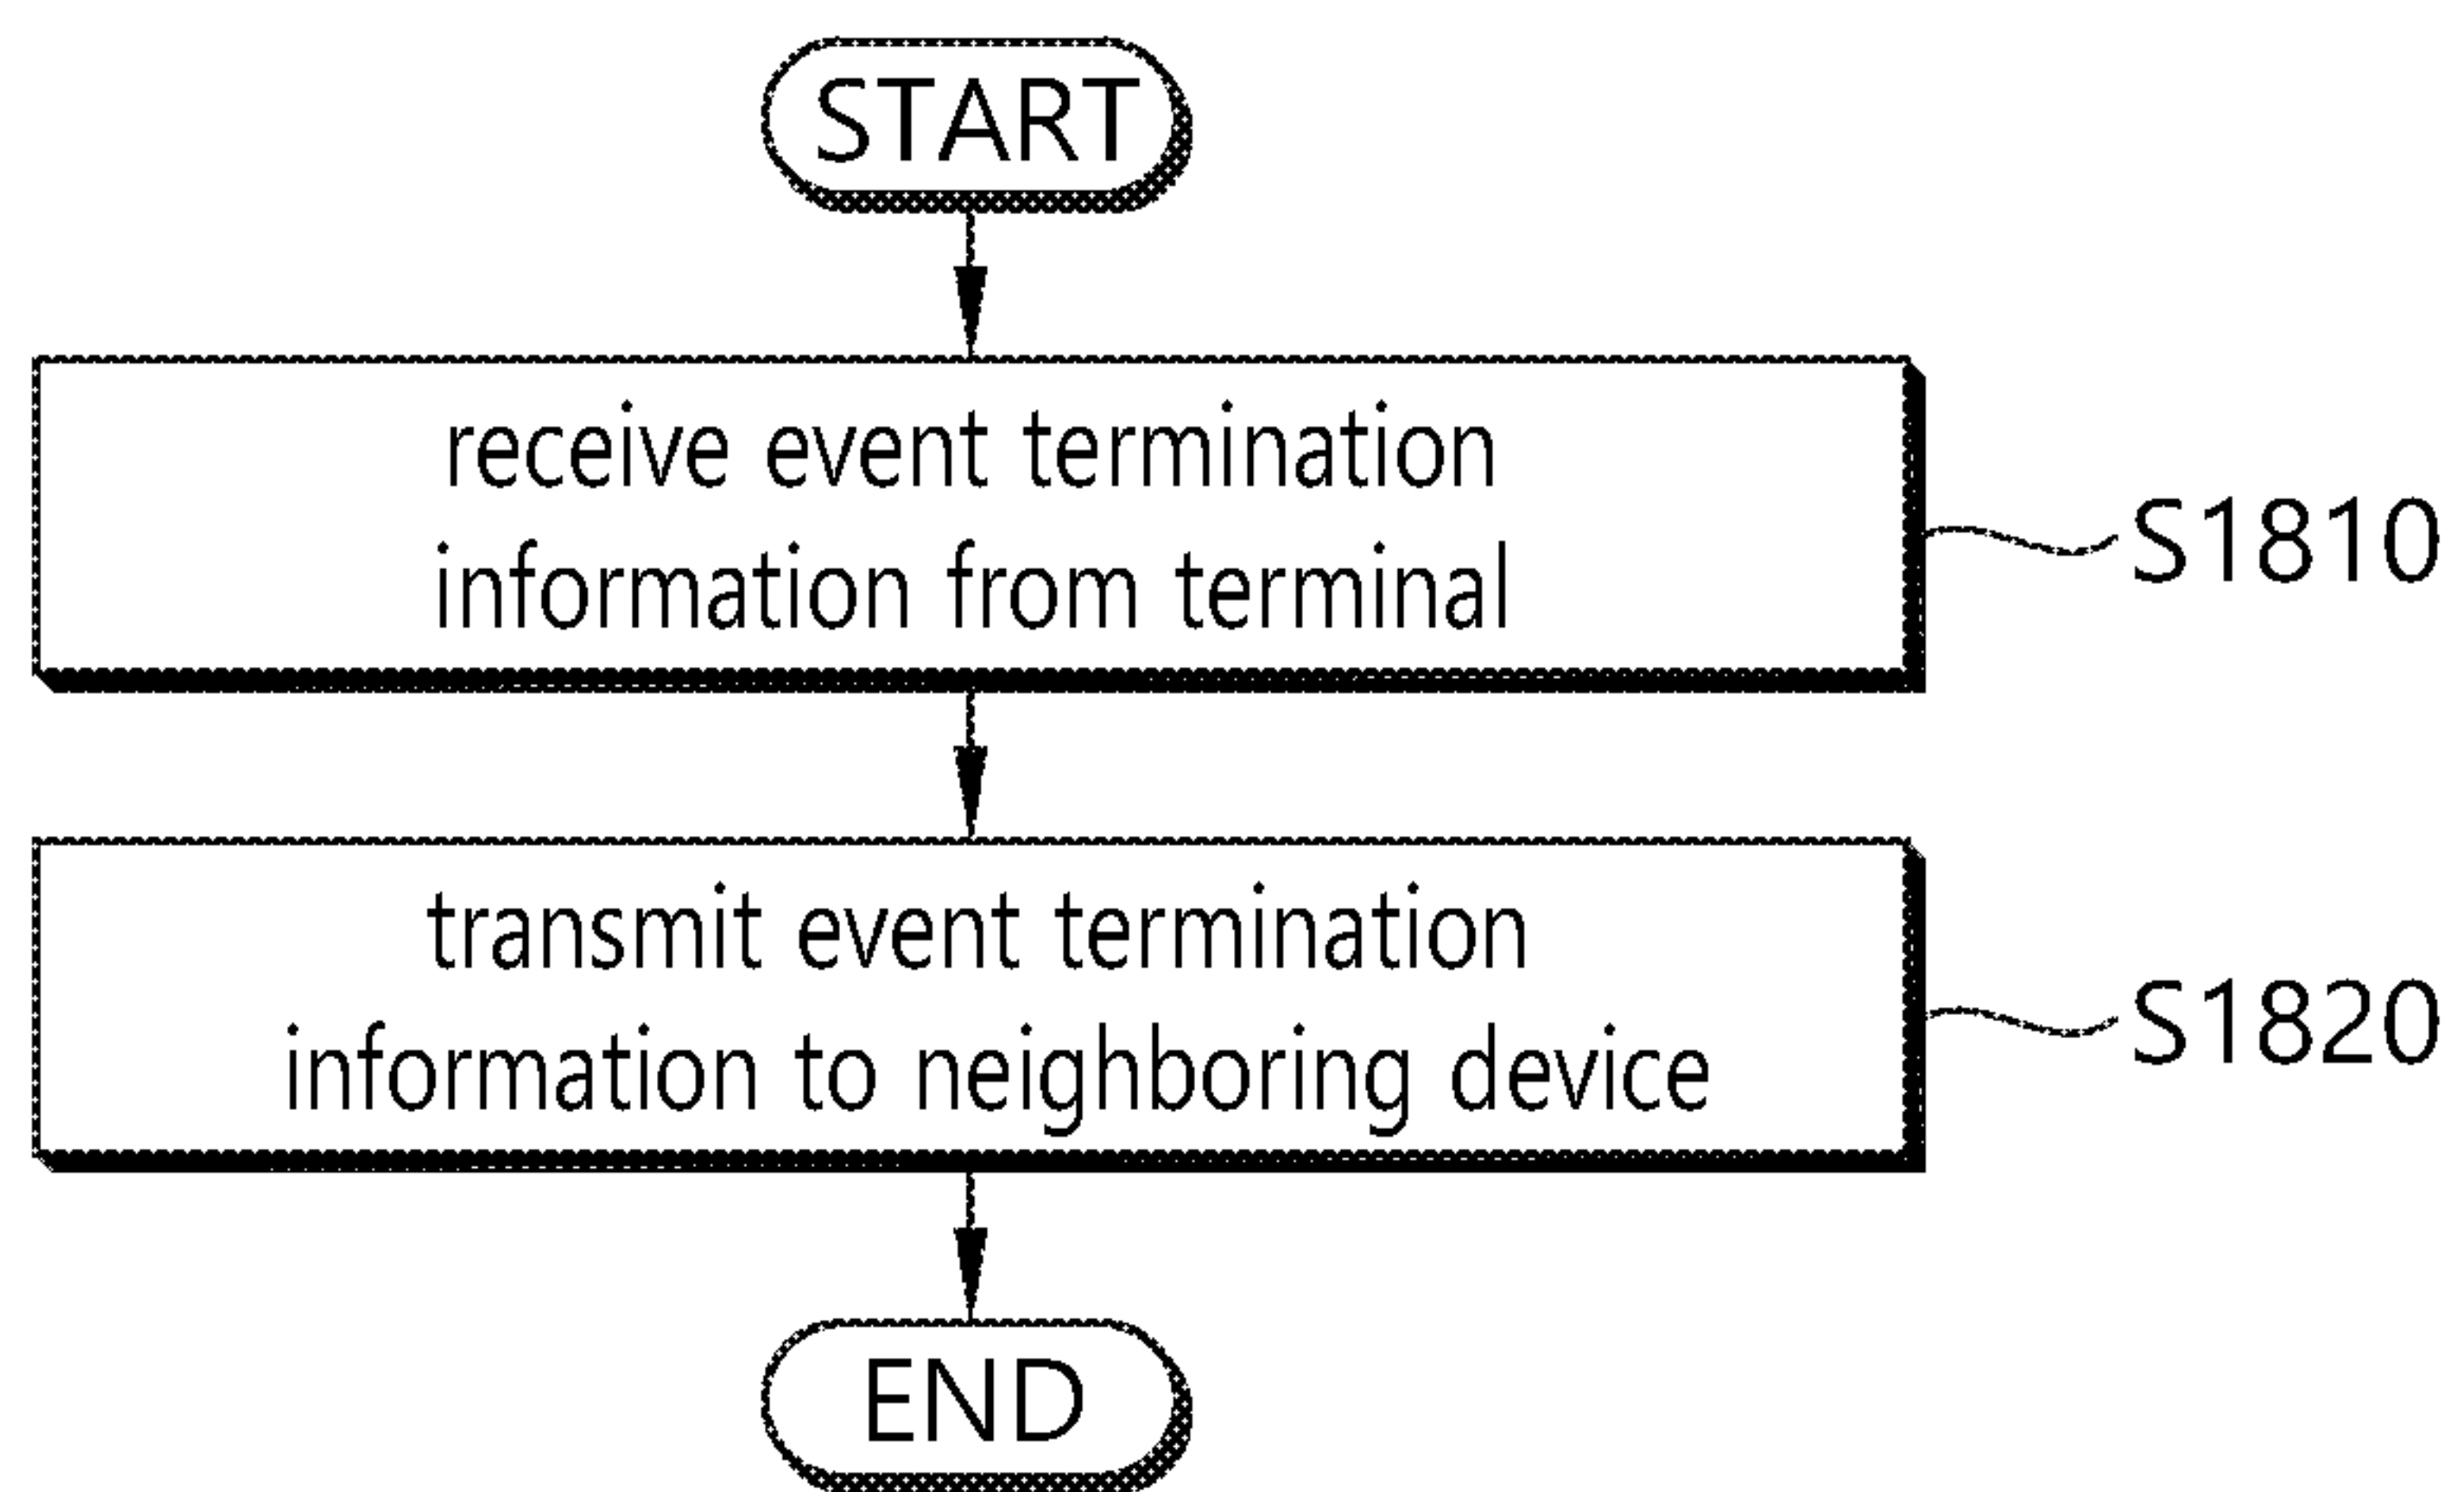 START
receive event termination
information from terminal
S1810
transmit event termination
information to neighboring device
S1820
END